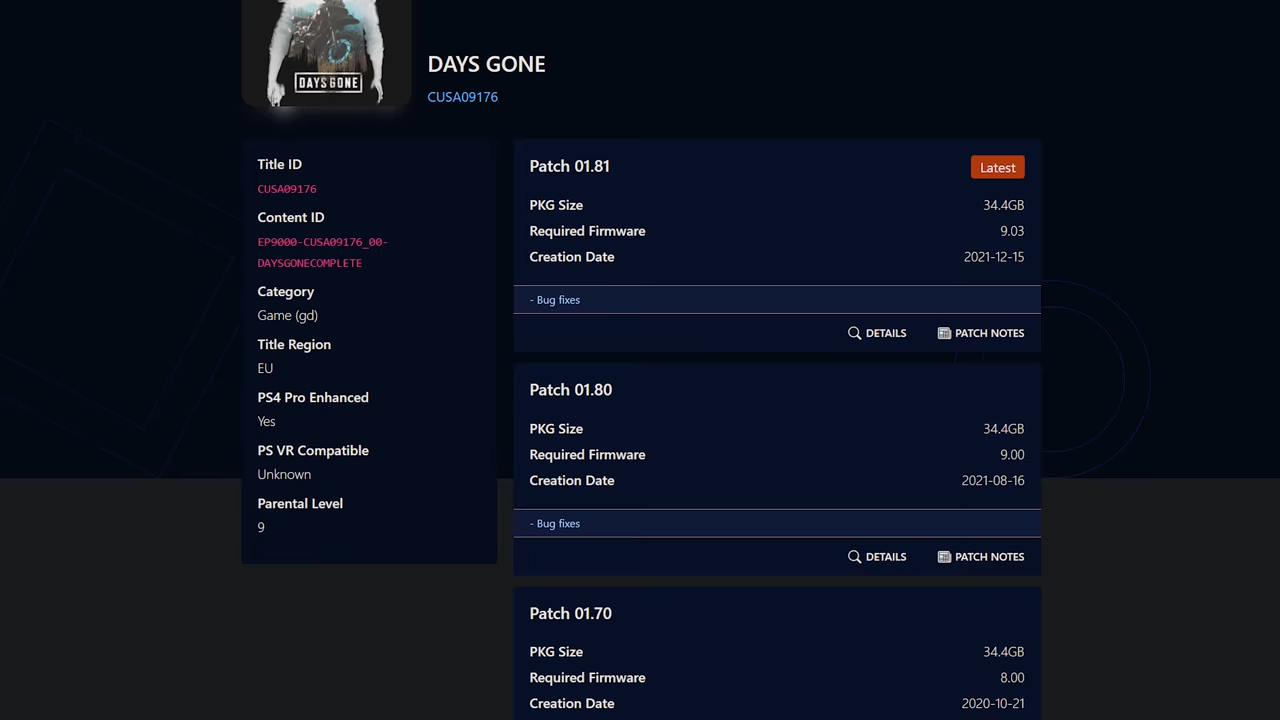 DAYS GONE
DAYS GONE
CUSA09176
Title ID
CUSA09176
Content ID
EP9000-CUSA09176_00-
DAYSGONECOMPLETE
Category
Game (gd)
Title Region
EU
PS4 Pro Enhanced
Yes
PS VR Compatible
Unknown
Parental Level
9
Patch 01.81
Latest
PKG Size 34.4GB
Required Firmware 9.03
Creation Date 2021-12-15
- Bug fixes
DETAILS PATCH NOTES
Patch 01.80
PKG Size 34.4GB
Required Firmware 9.00
Creation Date 2021-08-16
- Bug fixes
DETAILS PATCH NOTES
Patch 01.70
PKG Size 34.4GB
Required Firmware 8.00
Creation Date 2020-10-21